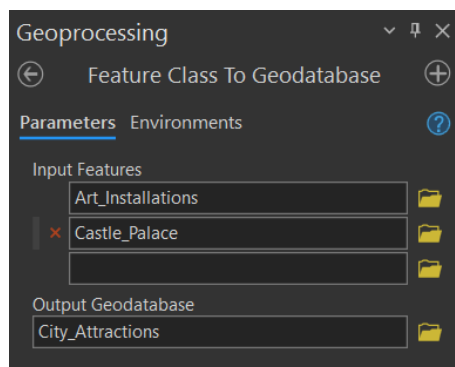 Geoprocessing
Feature Class To Geodatabase
Parameters Environments
Input Features
Art_Installations
Castle_Palace
Output Geodatabase
City_Attractions